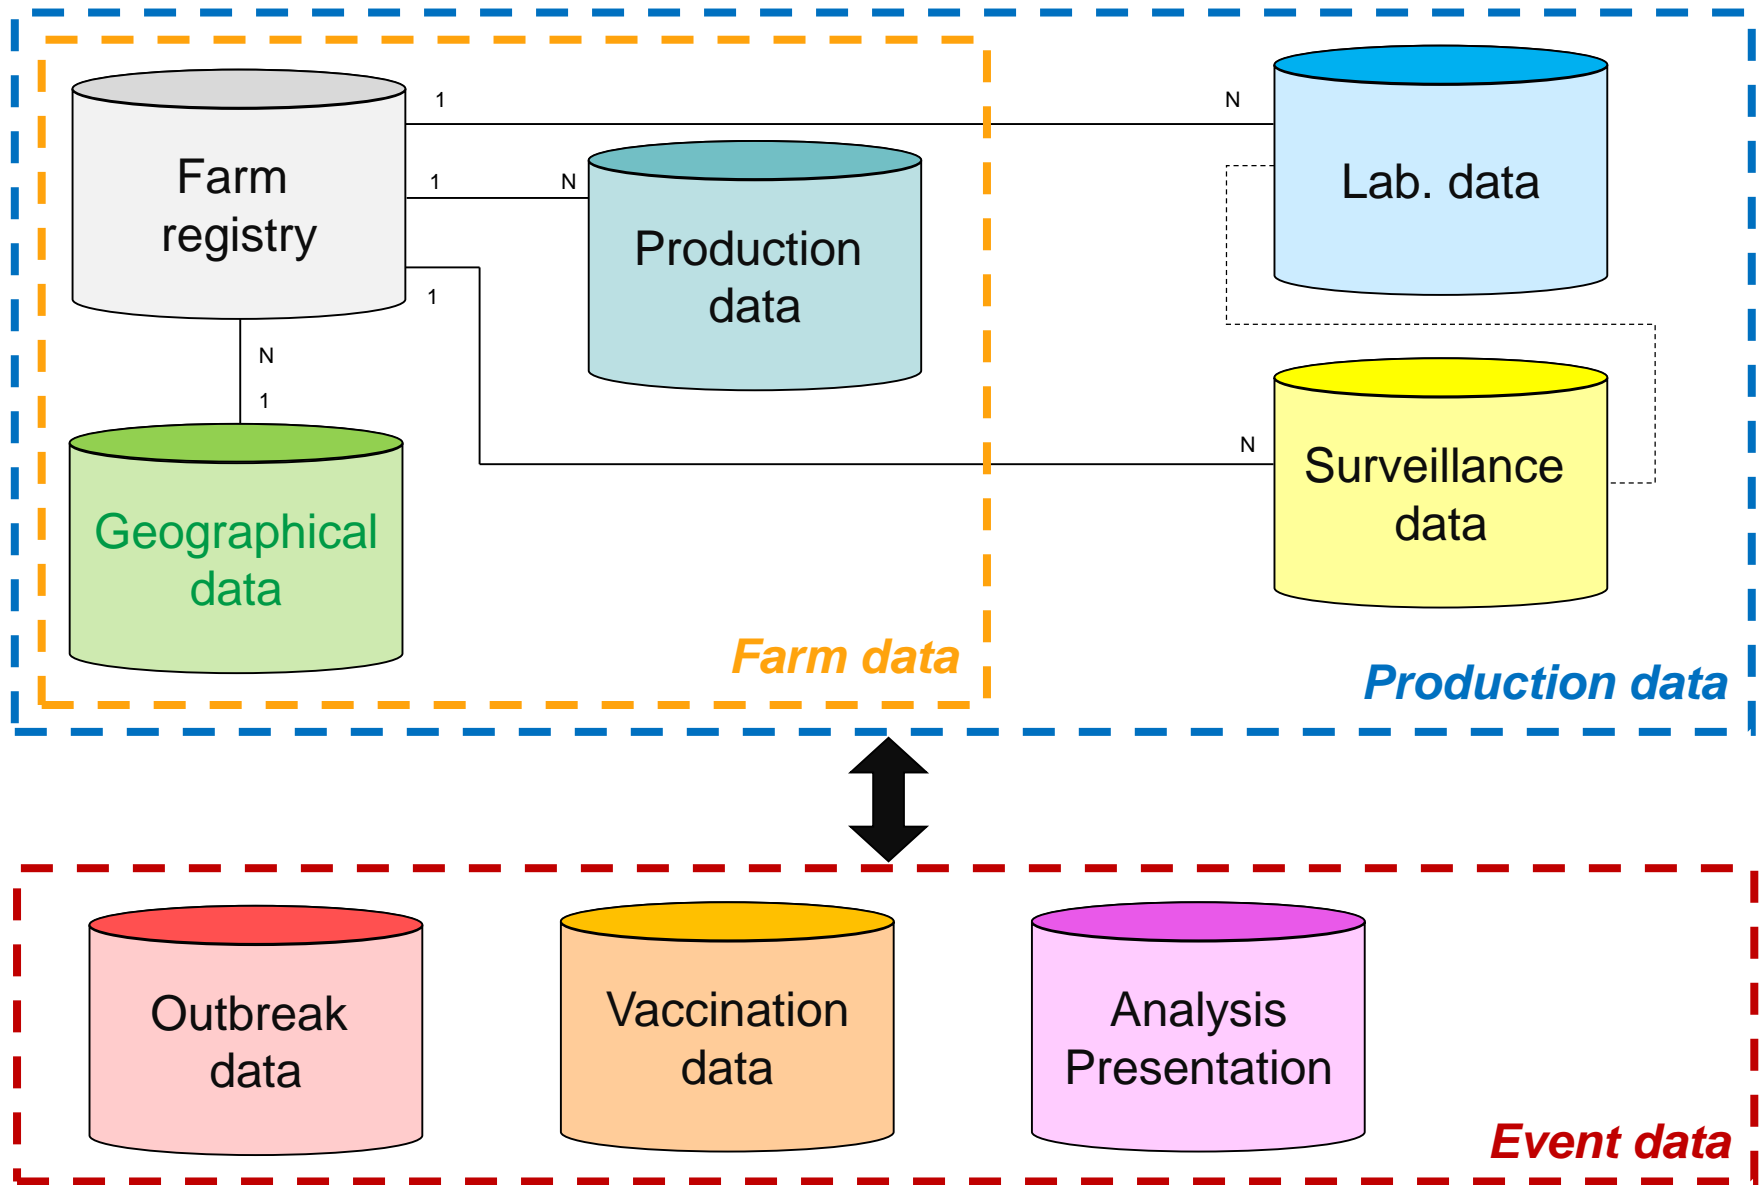 1
N
Farm
registry
1
N
Production
data
Lab. data
1
N
1
N
Surveillance
data
Geographical
data
Farm data
Production data
Outbreak
data
Vaccination
data
Analysis
Presentation
Event data